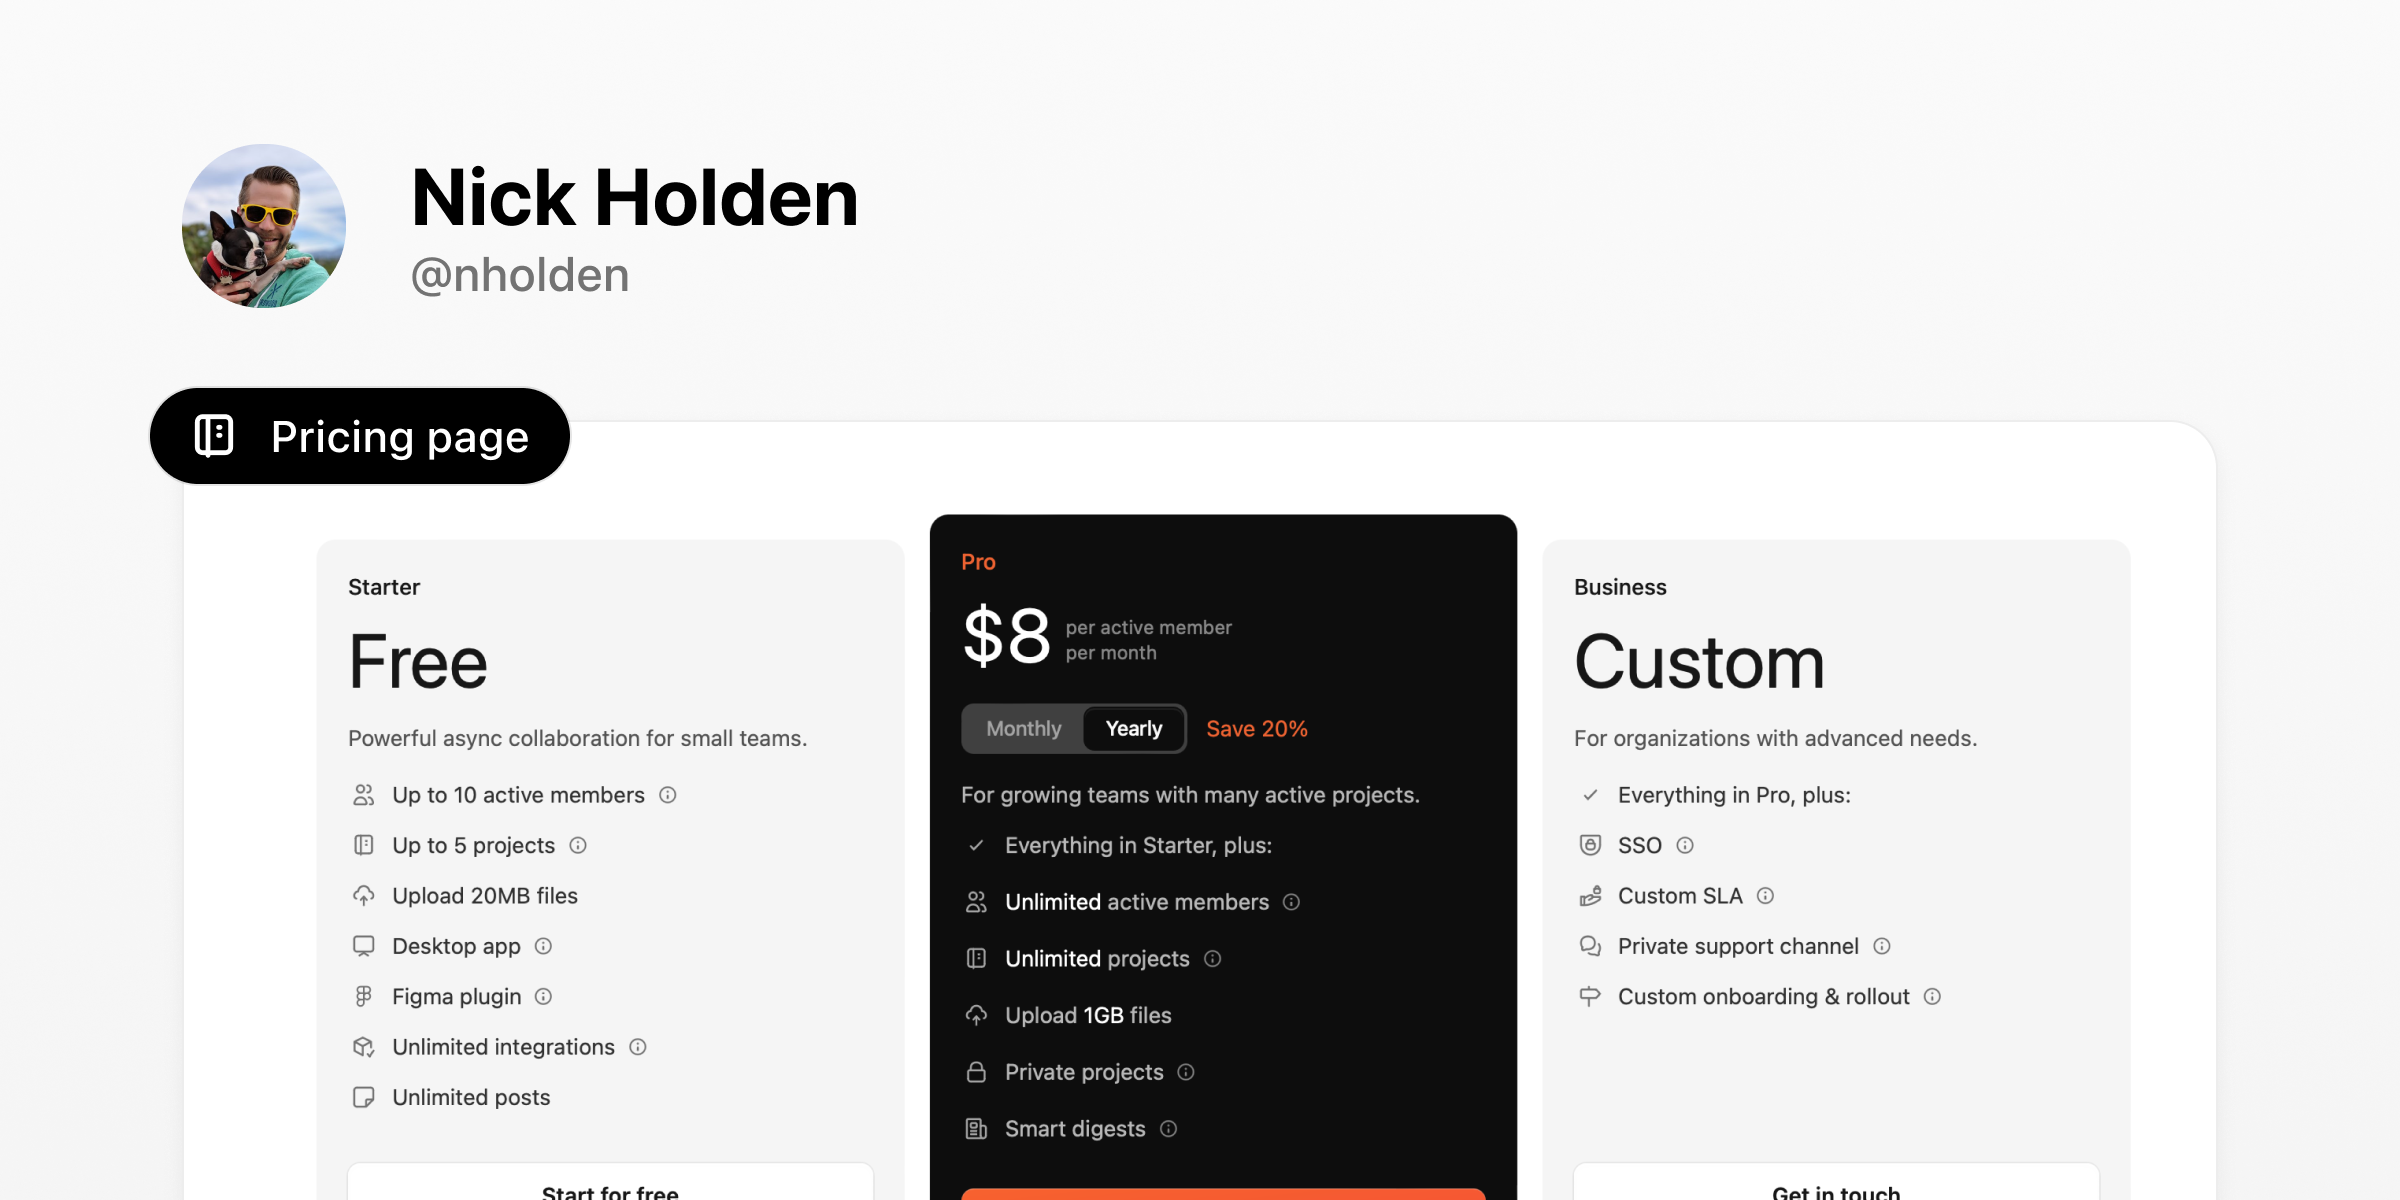 Nick Holden
@nholden
Pricing page
Starter
Free
Powerful async collaboration for small teams.
Up to 10 active members
Up to 5 projects
Upload 20MB files
Desktop app
Figma plugin
Unlimited integrations
Unlimited posts
Start for free
Pro
$8
per active member
per month
Monthly
Yearly
Save 20%
For growing teams with many active projects.
Everything in Starter, plus:
Unlimited active members
Unlimited projects
Upload 1GB files
Private projects
Smart digests
Business
Custom
For organizations with advanced needs.
Everything in Pro, plus:
SSO
Custom SLA
Private support channel
Custom onboarding & rollout
Get in touch